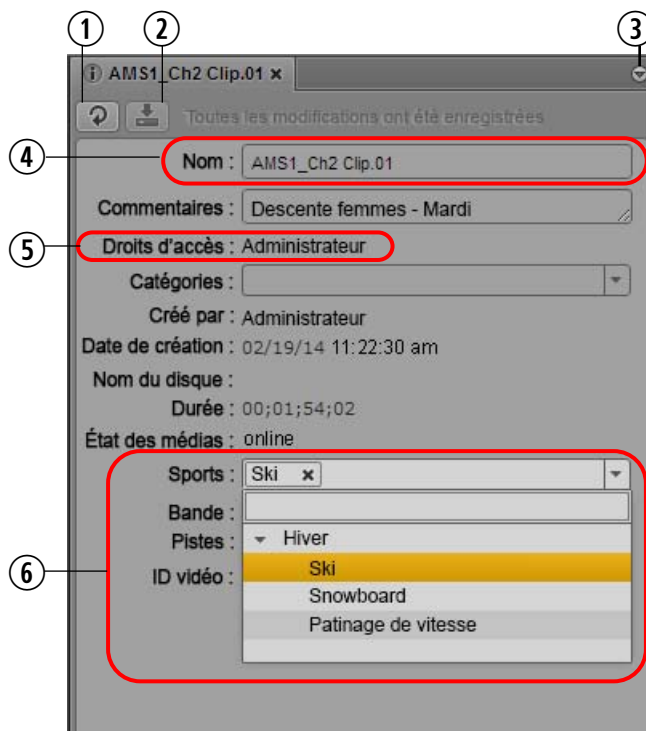 1 2 3
AMS1_Ch2 Clip.01
Toutes les modifications ont été enregistrées
4
Nom : AMS1_Ch2 Clip.01
Commentaires : Descente femmes - Mardi
5
Droits d'accès : Administrateur
Catégories :
Créé par : Administrateur
Date de création : 02/19/14 11:22:30 am
Nom du disque :
Durée : 00;01;54;02
État des médias : online
Sports : Ski
Bande :
Pistes : Hiver
6
Ski
ID vidéo :
Snowboard
Patinage de vitesse